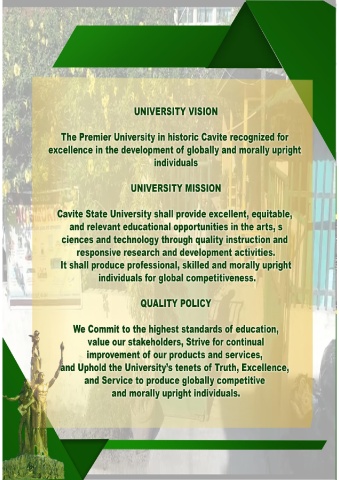 UNIVERSITY VISION
The Premier University in historic Cavite recognized for
excellence in the development of globally and morally upright
individuals
UNIVERSITY MISSION
Cavite State University shall provide excellent, equitable,
and relevant educational opportunities in the arts, s
ciences and technology through quality instruction and
responsive research and development activities.
It shall produce professional, skilled and morally upright
individuals for global competitiveness.
QUALITY POLICY
We Commit to the highest standards of education,
value our stakeholders, Strive for continual
improvement of our products and services,
and Uphold the University's tenets of Truth, Excellence,
and Service to produce globally competitive
and morally upright individuals.